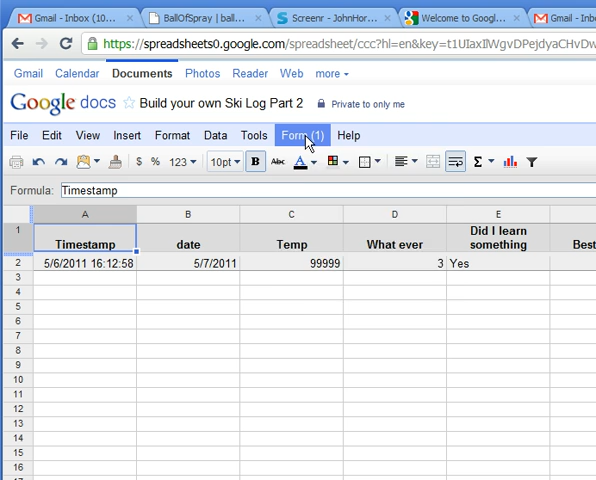 Gmail - Inbox (10... BallOfSpray | ball... Screenr - JohnHor... Welcome to Googl... Gmail - Inbo
https://spreadsheets0.google.com/spreadsheet/ccc?hl=en&key=t1UIaxIWgvDPejdyaCHvDw
Gmail Calendar Documents Photos Reader Web more
Google docs Build your own Ski Log Part 2 Private to only me
File Edit View Insert Format Data Tools Form (1) Help
$ % 123 10pt B Abc A Σ
Formula: Timestamp
A B C D E
1 Timestamp date Temp What ever Did I learn something Best
2 5/6/2011 16:12:58 5/7/2011 99999 3 Yes
3
4
5
6
7
8
9
10
11
12
13
14
15
16